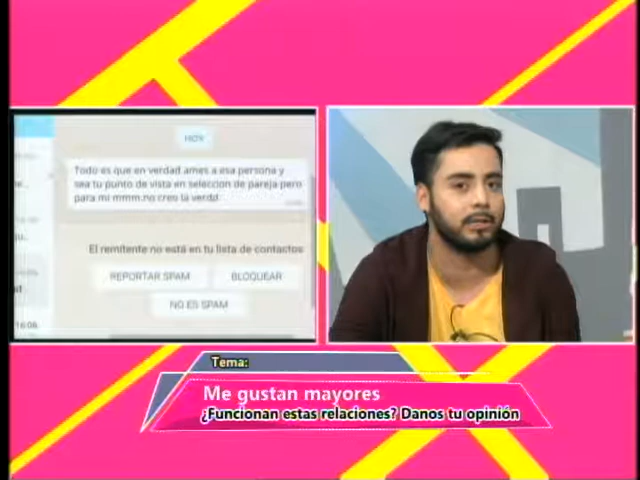 HOY
Todo es que en verdad ames a esa persona y
sea tu punto de vista en seleccion de pareja pero
para mi mmm.no creo la verdd
El remitente no está en tu lista de contactos
REPORTAR SPAM
BLOQUEAR
NO ES SPAM
16:06
Tema:
Me gustan mayores
¿Funcionan estas relaciones? Danos tu opinión